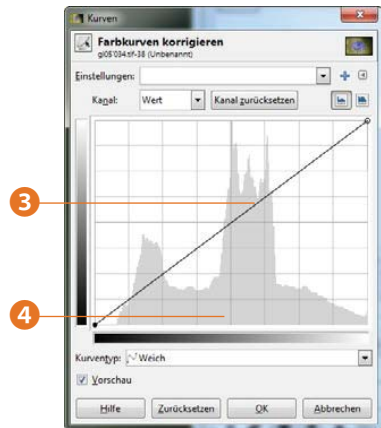 Kurven
Farbkurven korrigieren
gl05'034.tif-38 (Unbenannt)
Einstellungen:
Kanal: Wert Kanal zurücksetzen
3
4
Kurventyp: Weich
Vorschau
Hilfe Zurücksetzen OK Abbrechen